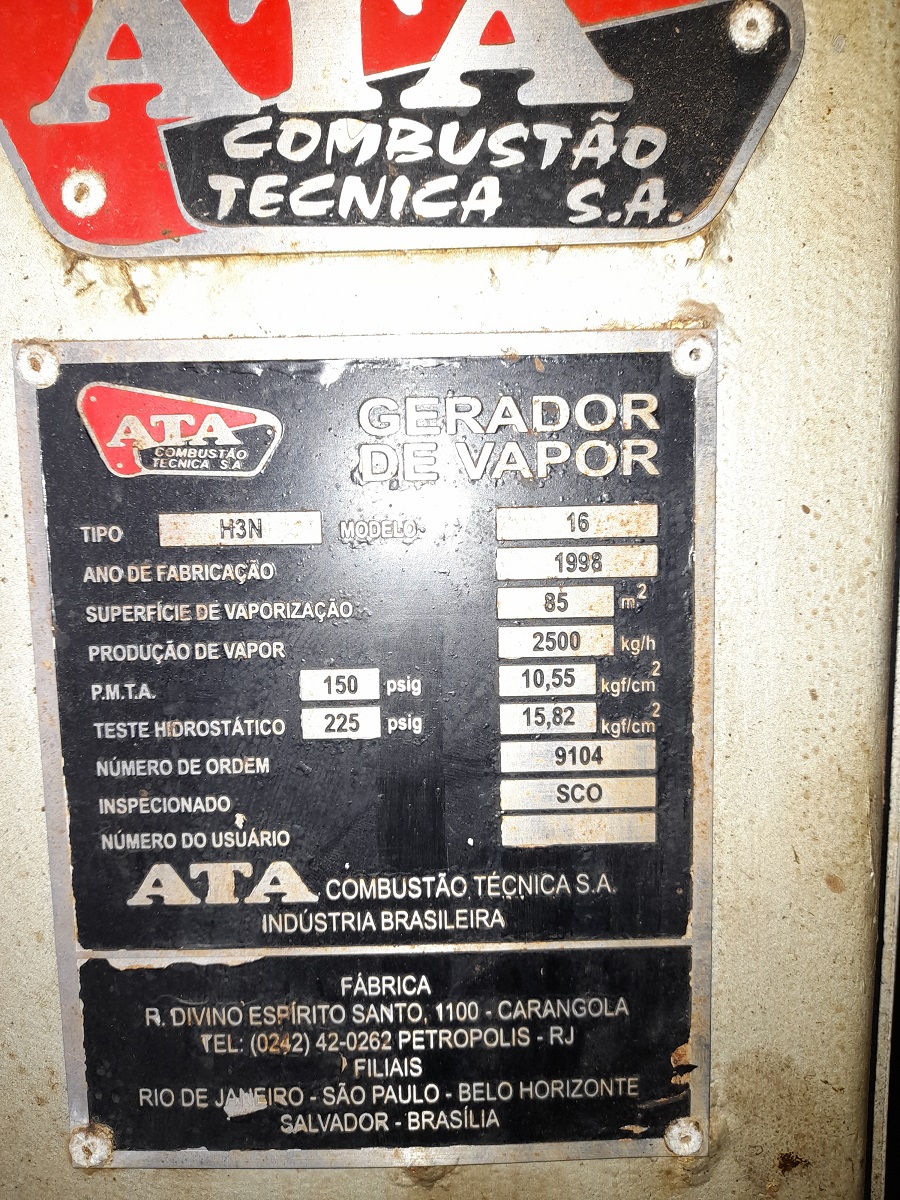 ATA
COMBUSTÃO
TECNICA S.A.
ATA
COMBUSTÃO
TECNICA S A
GERADOR
DE VAPOR
TIPO H3N MODELO 16
ANO DE FABRICAÇÃO 1998
SUPERFÍCIE DE VAPORIZAÇÃO 85 m²
PRODUÇÃO DE VAPOR 2500 kg/h
P.M.T.A. 150 psig 10,55 kgf/cm²
TESTE HIDROSTÁTICO 225 psig 15,82 kgf/cm²
NÚMERO DE ORDEM 9104
INSPECIONADO SCO
NÚMERO DO USUÁRIO
ATA COMBUSTÃO TÉCNICA S.A.
INDÚSTRIA BRASILEIRA
FÁBRICA
R. DIVINO ESPÍRITO SANTO, 1100 - CARANGOLA
TEL: (0242) 42-0262 PETROPOLIS - RJ
FILIAIS
RIO DE JANEIRO - SÃO PAULO - BELO HORIZONTE
SALVADOR - BRASÍLIA